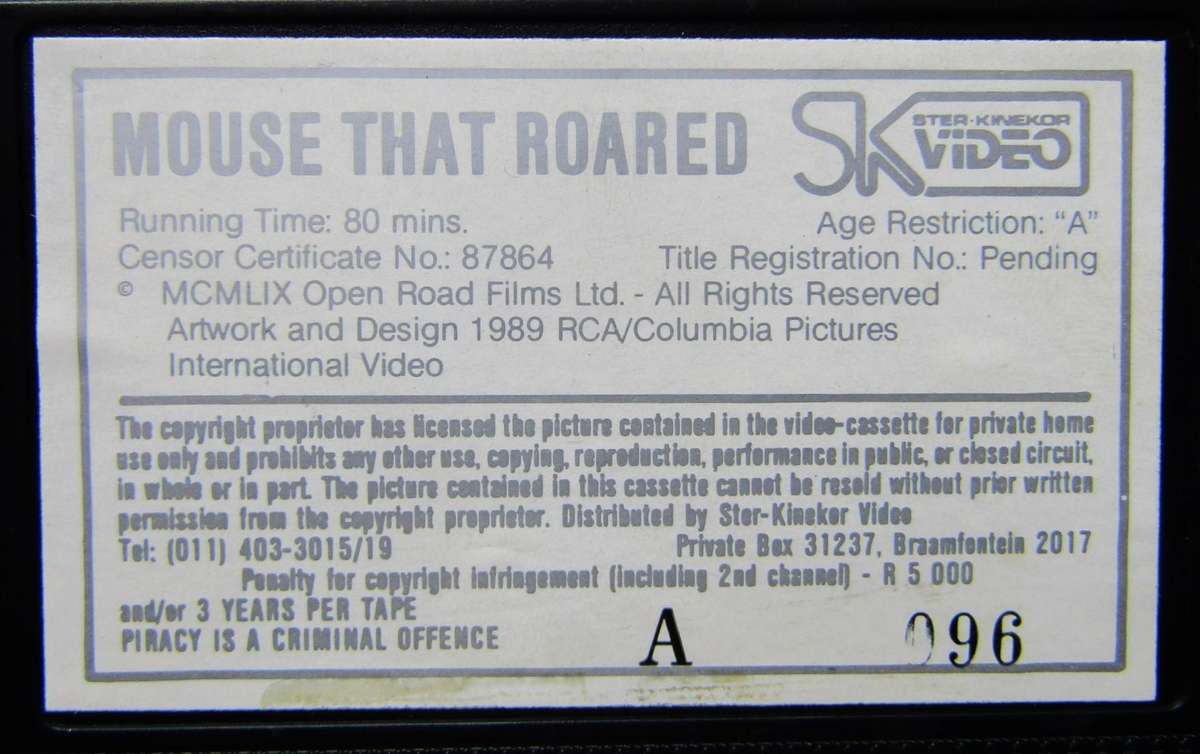 MOUSE THAT ROARED
SK STER·KINEKOR
VIDEO
Running Time: 80 mins. Age Restriction: “A”
Censor Certificate No.: 87864 Title Registration No.: Pending
© MCMLIX Open Road Films Ltd. - All Rights Reserved
Artwork and Design 1989 RCA/Columbia Pictures
International Video
The copyright proprietor has licensed the picture contained in the video-cassette for private home
use only and prohibits any other use, copying, reproduction, performance in public, or closed circuit,
in whole or in part. The picture contained in this cassette cannot be resold without prior written
permission from the copyright proprietor. Distributed by Ster-Kinekor Video
Tel: (011) 403-3015/19 Private Box 31237, Braamfontein 2017
Penalty for copyright infringement (including 2nd channel) - R 5 000
and/or 3 YEARS PER TAPE
PIRACY IS A CRIMINAL OFFENCE
A 096